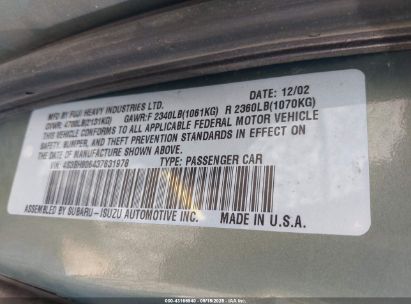 MFD BY FUJI HEAVY INDUSTRIES LTD. 12/02
GVWR: 4700LB(2131KG) GAWR:F 2340LB(1061KG) R 2360LB(1070KG)
THIS VEHICLE CONFORMS TO ALL APPLICABLE FEDERAL MOTOR VEHICLE
SAFETY, BUMPER, AND THEFT PREVENTION STANDARDS IN EFFECT ON
THE DATE OF MANUFACTURE SHOWN ABOVE.
VIN: TYPE: PASSENGER CAR
ASSEMBLED BY SUBARU-ISUZU AUTOMOTIVE INC. MADE IN U.S.A.